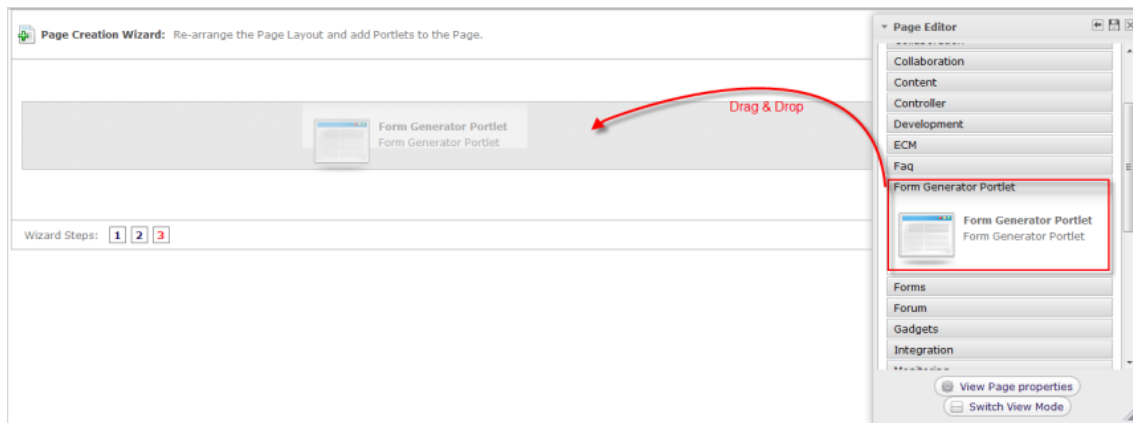 Page Creation Wizard: Re-arrange the Page Layout and add Portlets to the Page.
Form Generator Portlet
Form Generator Portlet
Drag & Drop
Wizard Steps: 1 2 3
Page Editor
Collaboration
Content
Controller
Development
ECM
Faq
Form Generator Portlet
Form Generator Portlet
Form Generator Portlet
Forms
Forum
Gadgets
Integration
View Page properties
Switch View Mode